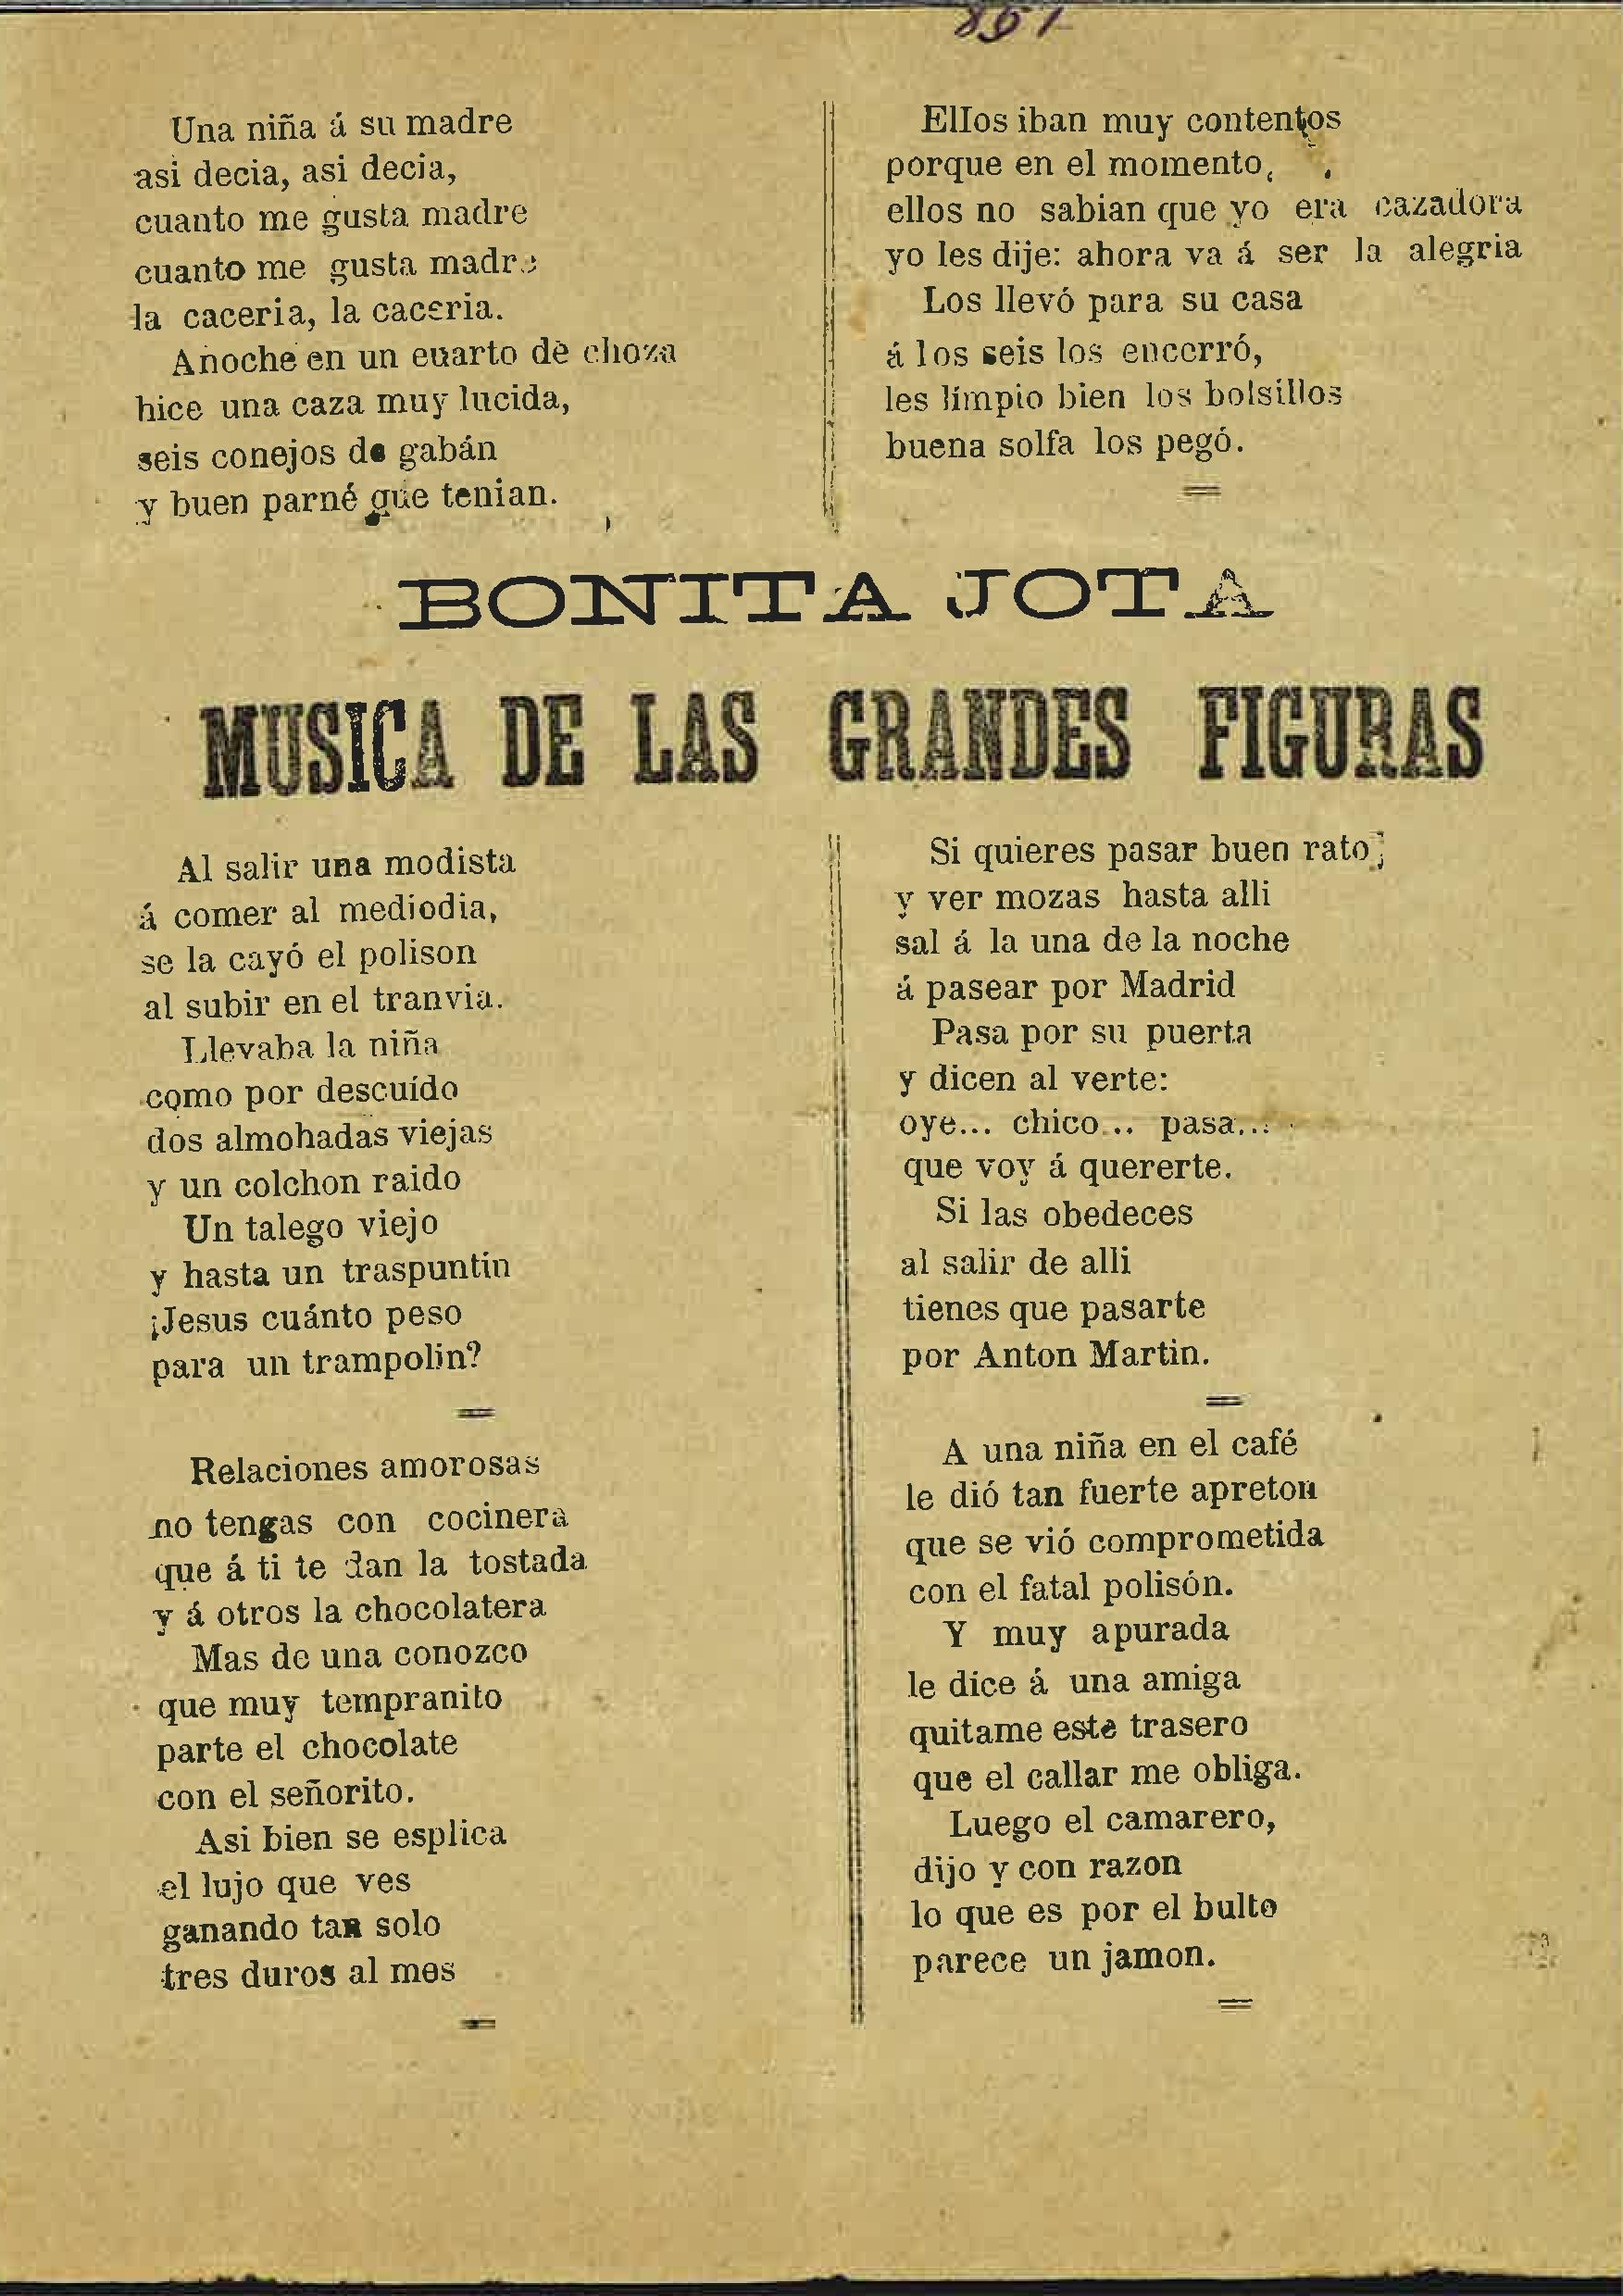 851
Una niña á su madre
asi decia, asi decia,
cuanto me gusta madre
cuanto me gusta madre
la caceria, la caceria.
Anoche en un euarto de choza
hice una caza muy lucida,
seis conejos de gabán
y buen parné que tenian.
Ellos iban muy contentos
porque en el momento,
ellos no sabian que yo era cazadora
yo les dije: ahora va á ser la alegria
Los llevó para su casa
á los seis los encerró,
les límpio bien los bolsillos
buena solfa los pegó.
BONITA JOTA
MUSICA DE LAS GRANDES FIGURAS
Al salir una modista
á comer al mediodia,
se la cayó el polison
al subir en el tranvia.
Llevaba la niña
como por descuído
dos almohadas viejas
y un colchon raido
Un talego viejo
y hasta un traspuntin
¡Jesus cuánto peso
para un trampolin?
Relaciones amorosas
no tengas con cocinera
que á ti te dan la tostada
y á otros la chocolatera
Mas de una conozco
que muy tempranito
parte el chocolate
con el señorito.
Asi bien se esplica
el lujo que ves
ganando tan solo
tres duros al mes
Si quieres pasar buen rato;
y ver mozas hasta alli
sal á la una de la noche
á pasear por Madrid
Pasa por su puerta
y dicen al verte:
oye... chico... pasa...
que voy á quererte.
Si las obedeces
al salir de alli
tienes que pasarte
por Anton Martin.
A una niña en el café
le dió tan fuerte apreton
que se vió comprometida
con el fatal polisón.
Y muy apurada
le dice á una amiga
quitame este trasero
que el callar me obliga.
Luego el camarero,
dijo y con razon
lo que es por el bulto
parece un jamon.